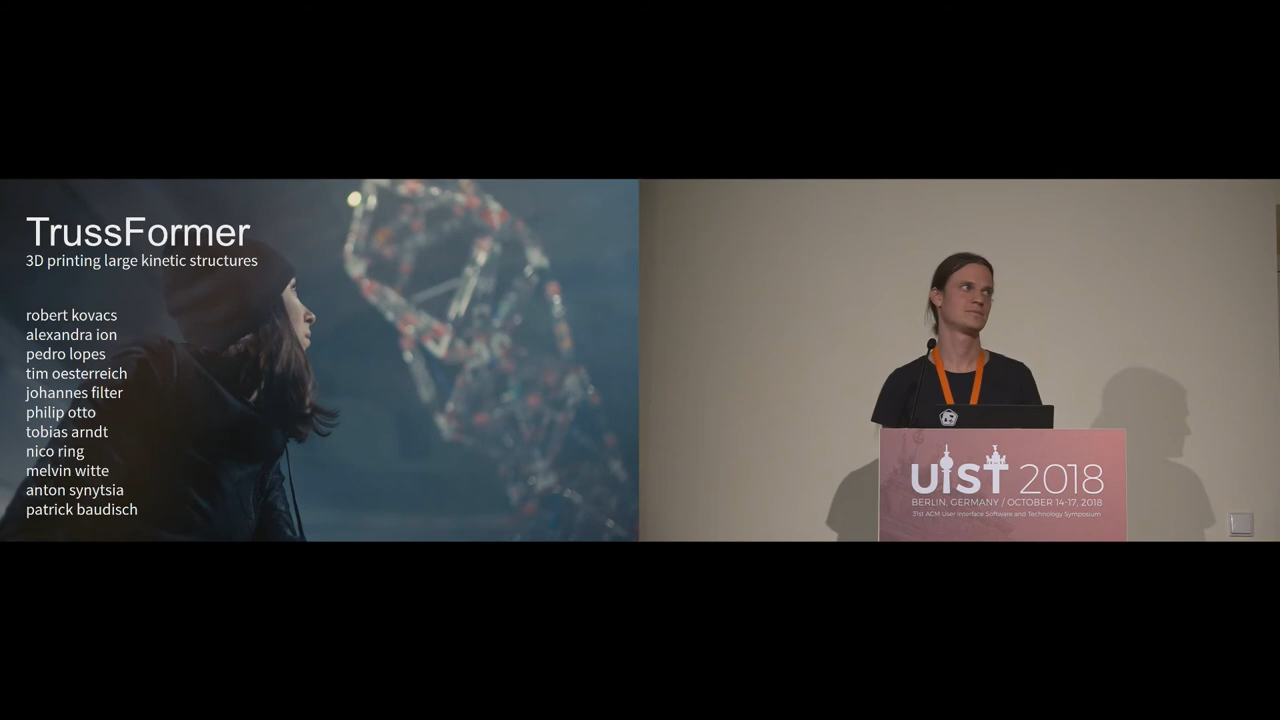 TrussFormer
3D printing large kinetic structures
robert kovacs
alexandra ion
pedro lopes
tim oesterreich
johannes filter
philip otto
tobias arndt
nico ring
melvin witte
anton synytsia
patrick baudisch
UIST 2018
BERLIN, GERMANY / OCTOBER 14-17, 2018
31st ACM User Interface Software and Technology Symposium